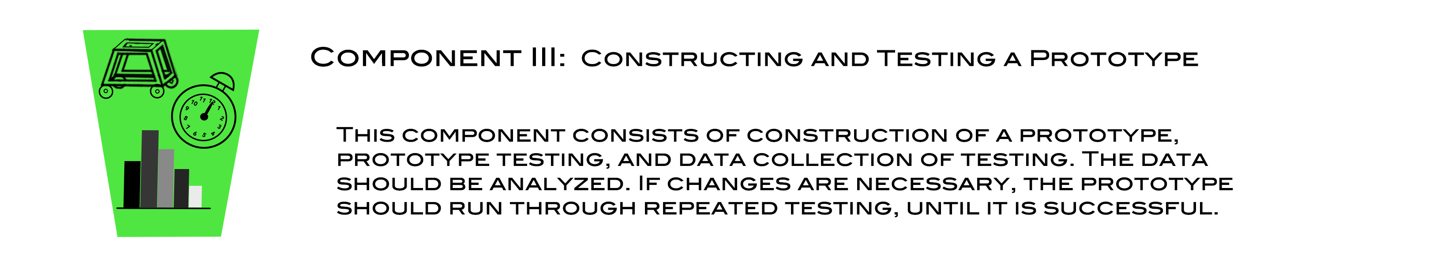 Component III: Constructing and Testing a Prototype
This component consists of construction of a prototype,
prototype testing, and data collection of testing. The data
should be analyzed. If changes are necessary, the prototype
should run through repeated testing, until it is successful.